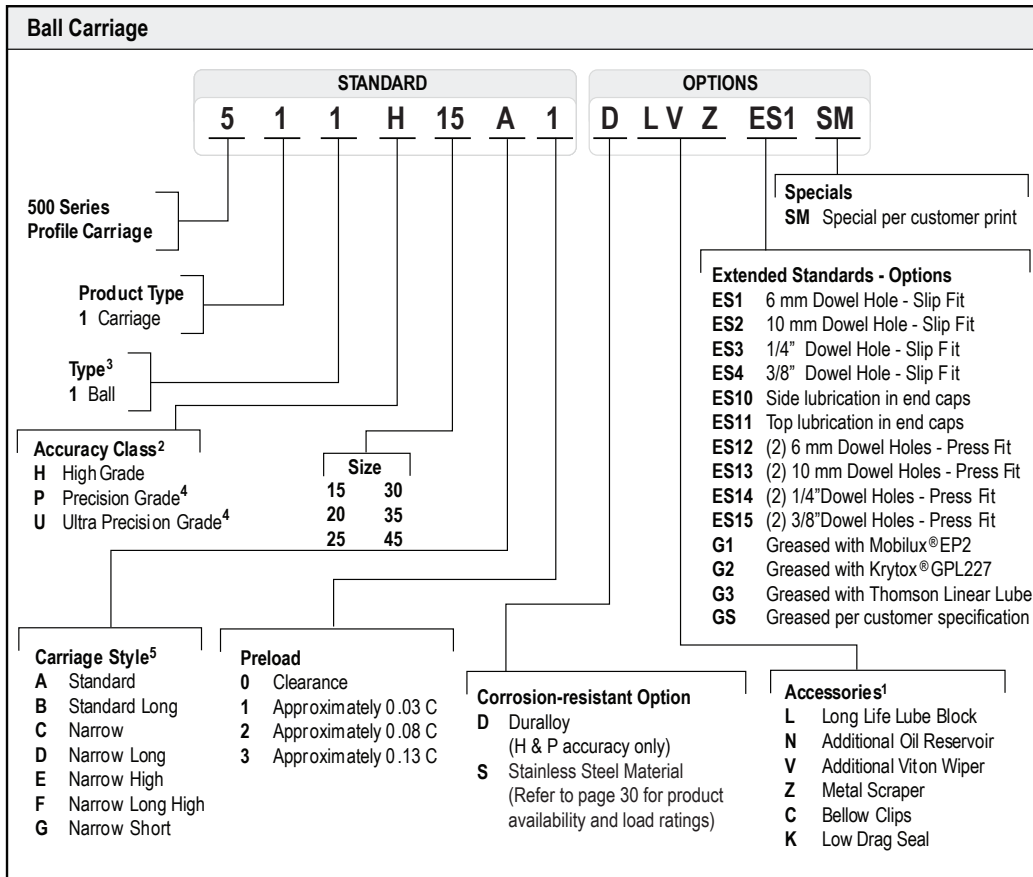 Ball Carriage
STANDARD OPTIONS
5 1 1 H 15 A 1 D L V Z ES1 SM
500 Series
Profile Carriage
Product Type
1 Carriage
Type3
1 Ball
Accuracy Class2
H High Grade
P Precision Grade4
U Ultra Precision Grade4
Size
15 30
20 35
25 45
Specials
SM Special per customer print
Extended Standards - Options
ES1 6 mm Dowel Hole - Slip Fit
ES2 10 mm Dowel Hole - Slip Fit
ES3 1/4” Dowel Hole - Slip Fit
ES4 3/8” Dowel Hole - Slip Fit
ES10 Side lubrication in end caps
ES11 Top lubrication in end caps
ES12 (2) 6 mm Dowel Holes - Press Fit
ES13 (2) 10 mm Dowel Holes - Press Fit
ES14 (2) 1/4”Dowel Holes - Press Fit
ES15 (2) 3/8”Dowel Holes - Press Fit
G1 Greased with Mobilux®EP2
G2 Greased with Krytox®GPL227
G3 Greased with Thomson Linear Lube
GS Greased per customer specification
Carriage Style5
A Standard
B Standard Long
C Narrow
D Narrow Long
E Narrow High
F Narrow Long High
G Narrow Short
Preload
0 Clearance
1 Approximately 0.03 C
2 Approximately 0.08 C
3 Approximately 0.13 C
Corrosion-resistant Option
D Duralloy
(H & P accuracy only)
S Stainless Steel Material
(Refer to page 30 for product
availability and load ratings)
Accessories1
L Long Life Lube Block
N Additional Oil Reservoir
V Additional Viton Wiper
Z Metal Scraper
C Bellow Clips
K Low Drag Seal